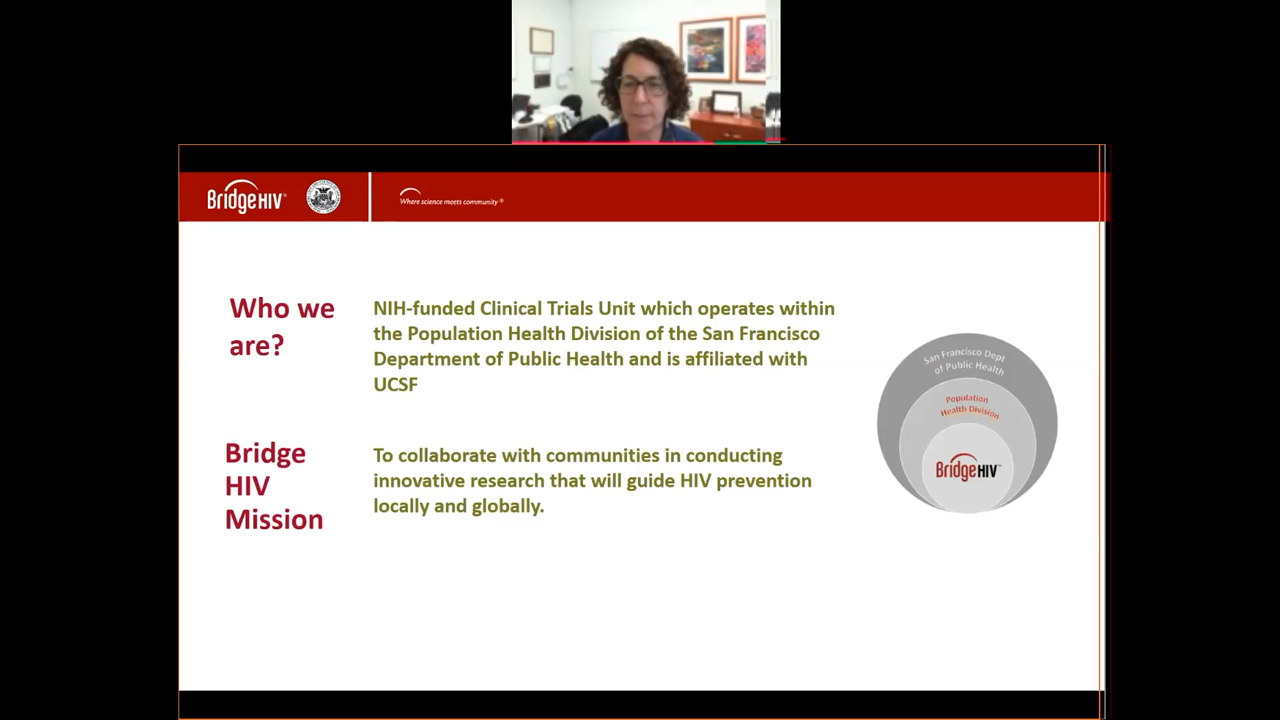 BridgeHIV®
Where science meets community®
Who we
are?
NIH-funded Clinical Trials Unit which operates within
the Population Health Division of the San Francisco
Department of Public Health and is affiliated with
UCSF
San Francisco Dept
of Public Health
Population
Health Division
BridgeHIV™
Bridge
HIV
Mission
To collaborate with communities in conducting
innovative research that will guide HIV prevention
locally and globally.